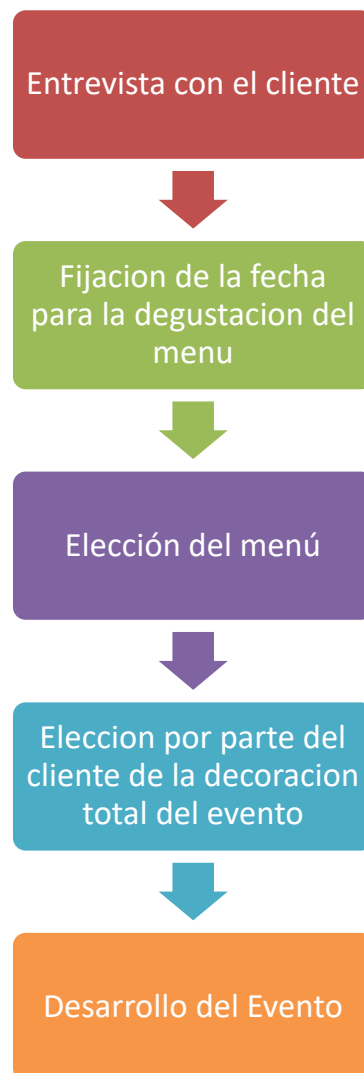 Entrevista con el cliente
Fijacion de la fecha
para la degustacion del
menu
Elección del menú
Eleccion por parte del
cliente de la decoracion
total del evento
Desarrollo del Evento